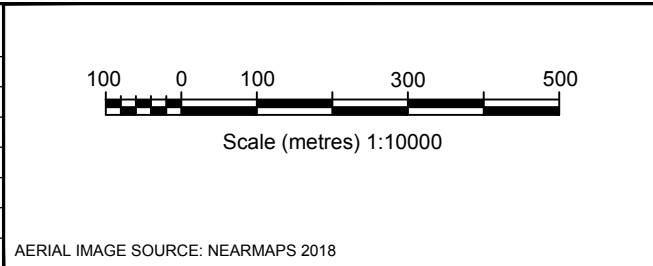 100 0 100 300 500
Scale (metres) 1:10000
AERIAL IMAGE SOURCE: NEARMAPS 2018